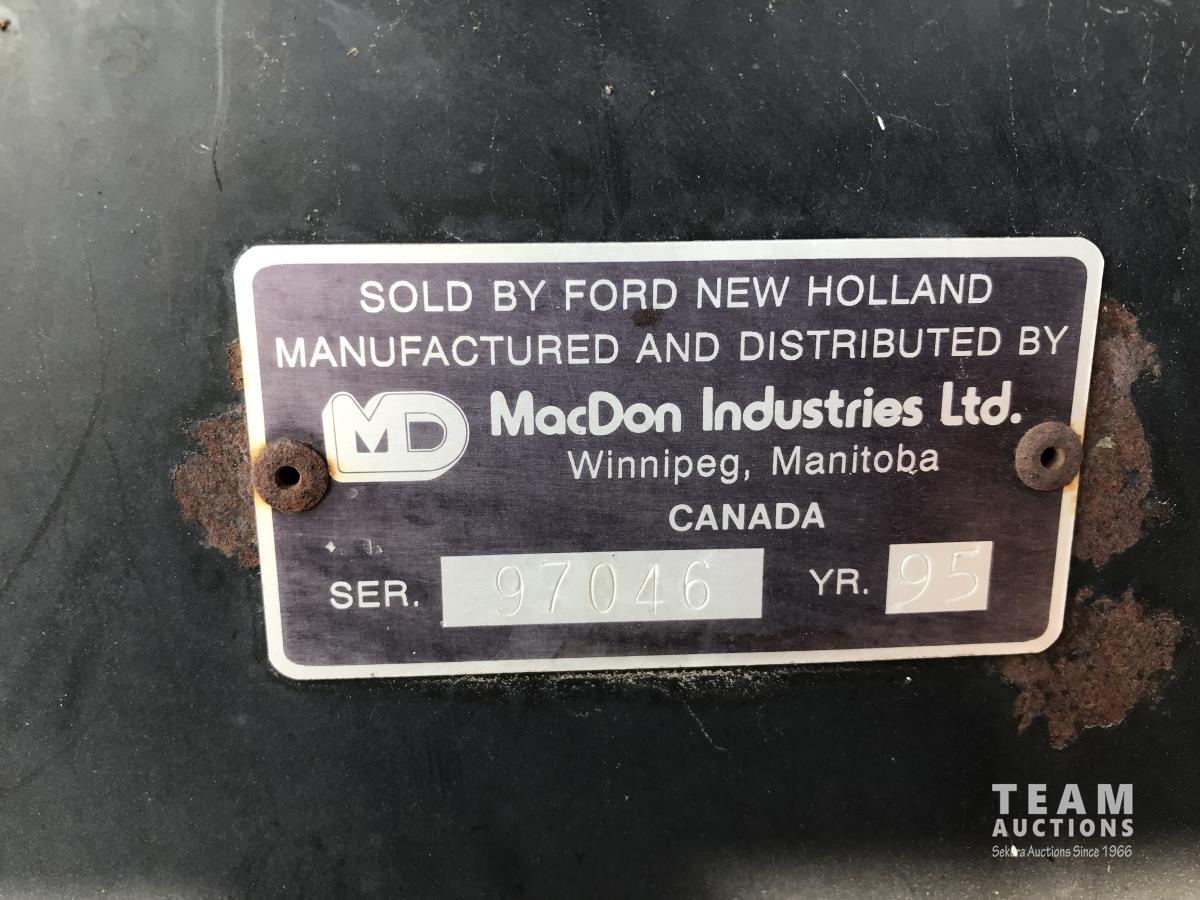 SOLD BY FORD NEW HOLLAND
MANUFACTURED AND DISTRIBUTED BY
MD MacDon Industries Ltd.
Winnipeg, Manitoba
CANADA
SER. 97046 YR. 95
TEAM
AUCTIONS
Sekura Auctions Since 1966